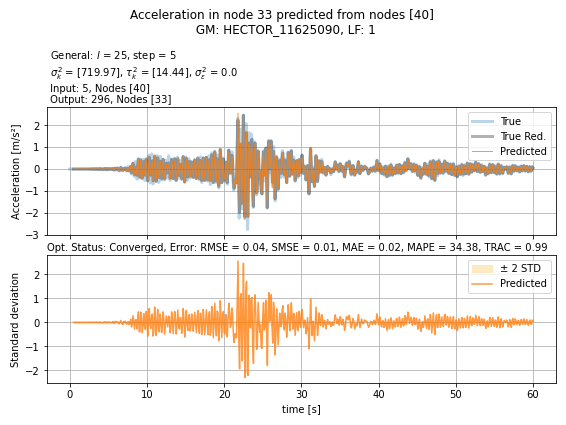 Acceleration in node 33 predicted from nodes [40]
GM: HECTOR_11625090, LF: 1
General: l = 25, step = 5
σ²ₖ = [719.97], τ²ₖ = [14.44], σ²ₑ = 0.0
Input: 5, Nodes [40]
Output: 296, Nodes [33]
Acceleration [m/s²]
2
1
0
−1
−2
−3
True
True Red.
Predicted
Opt. Status: Converged, Error: RMSE = 0.04, SMSE = 0.01, MAE = 0.02, MAPE = 34.38, TRAC = 0.99
Standard deviation
2
1
0
−1
−2
± 2 STD
Predicted
0 10 20 30 40 50 60
time [s]